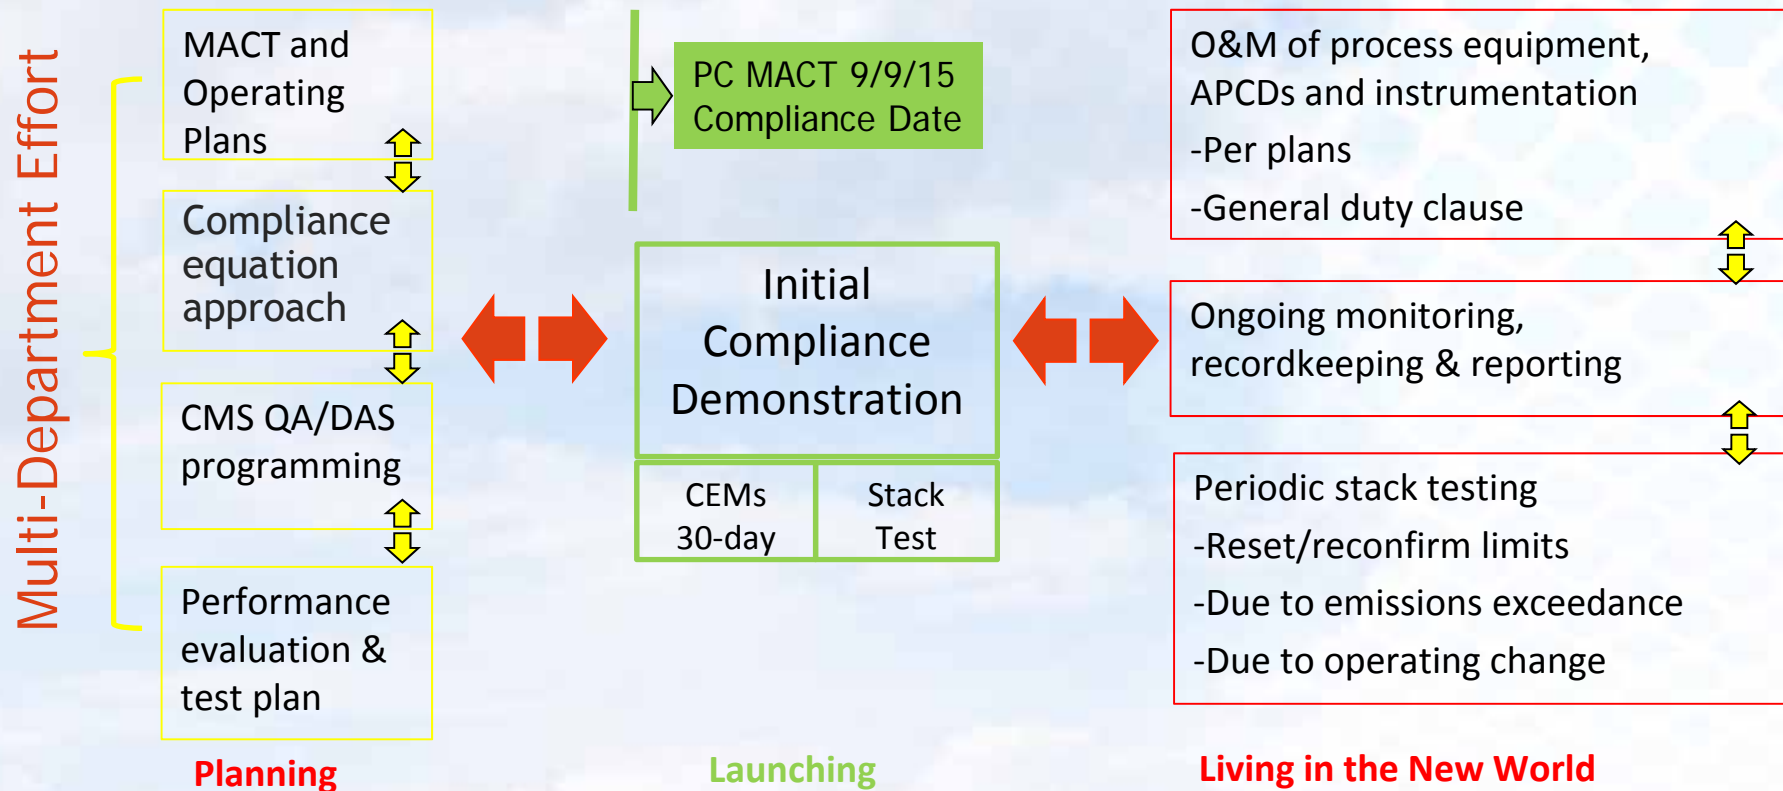 Multi-Department Effort
MACT and
Operating
Plans
Compliance
equation
approach
CMS QA/DAS
programming
Performance
evaluation &
test plan
Planning
PC MACT 9/9/15
Compliance Date
Initial
Compliance
Demonstration
CEMs
30-day
Stack
Test
Launching
O&M of process equipment,
APCDs and instrumentation
-Per plans
-General duty clause
Ongoing monitoring,
recordkeeping & reporting
Periodic stack testing
-Reset/reconfirm limits
-Due to emissions exceedance
-Due to operating change
Living in the New World